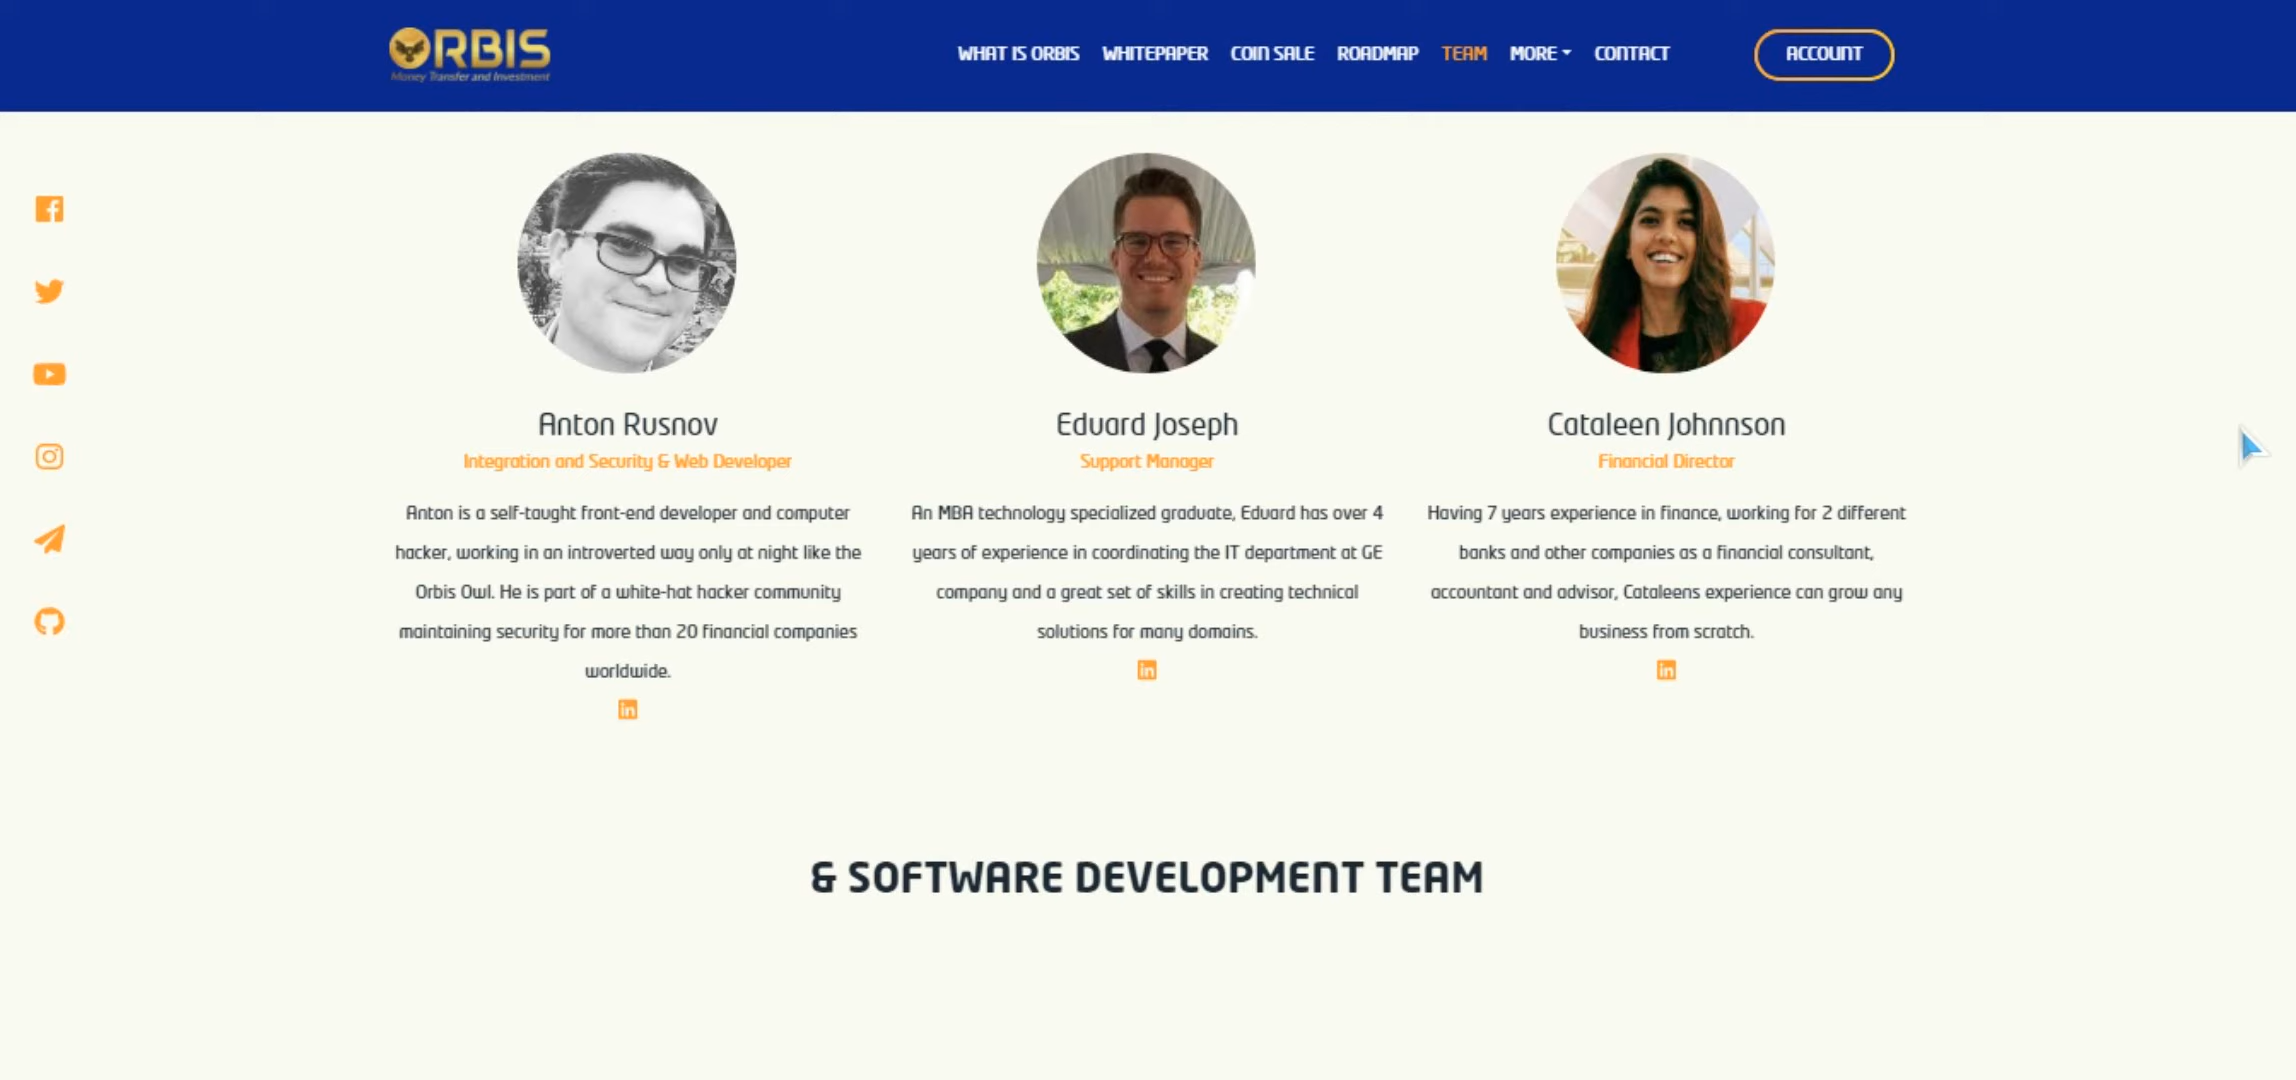 ORBIS
Money Transfer and Investment
WHAT IS ORBIS WHITEPAPER COIN SALE ROADMAP TEAM MORE CONTACT ACCOUNT
Anton Rusnov
Integration and Security & Web Developer
Anton is a self-taught front-end developer and computer
hacker, working in an introverted way only at night like the
Orbis Owl. He is part of a white-hat hacker community
maintaining security for more than 20 financial companies
worldwide.
in
Eduard Joseph
Support Manager
An MBA technology specialized graduate, Eduard has over 4
years of experience in coordinating the IT department at GE
company and a great set of skills in creating technical
solutions for many domains.
in
Cataleen Johnnson
Financial Director
Having 7 years experience in finance, working for 2 different
banks and other companies as a financial consultant,
accountant and advisor, Cataleens experience can grow any
business from scratch.
in
& SOFTWARE DEVELOPMENT TEAM